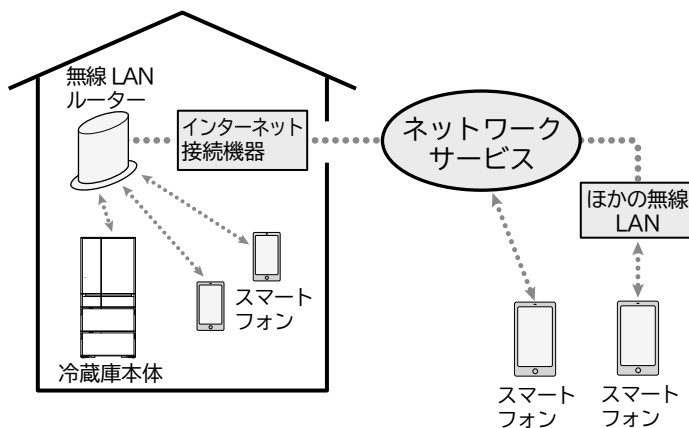 無線 LAN
ルーター
インターネット
接続機器
ネットワーク
サービス
ほかの無線
LAN
スマート
フォン
冷蔵庫本体
スマート
フォン
スマート
フォン